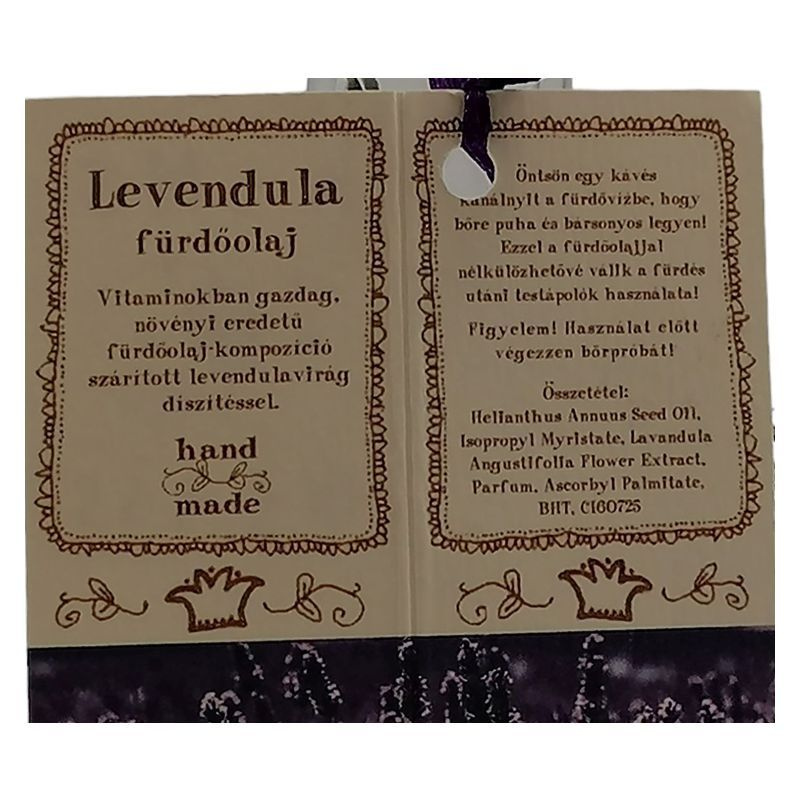 Levendula
fürdőolaj
Vitaminokban gazdag,
növényi eredetű
fürdőolaj-kompozíció
szárított levendulavirág
díszítéssel.
hand
made
Öntsön egy kávés
kanálnyit a fürdővízbe, hogy
bőre puha és bársonyos legyen!
Ezzel a fürdőolajjal
nélkülözhetővé válik a fürdés
utáni testápolók használata!
Figyelem! Használat előtt
végezzen bőrpróbát!
Összetétel:
Helianthus Annuus Seed Oil,
Isopropyl Myristate, Lavandula
Angustifolia Flower Extract,
Parfum, Ascorbyl Palmitate,
BHT, CI60725